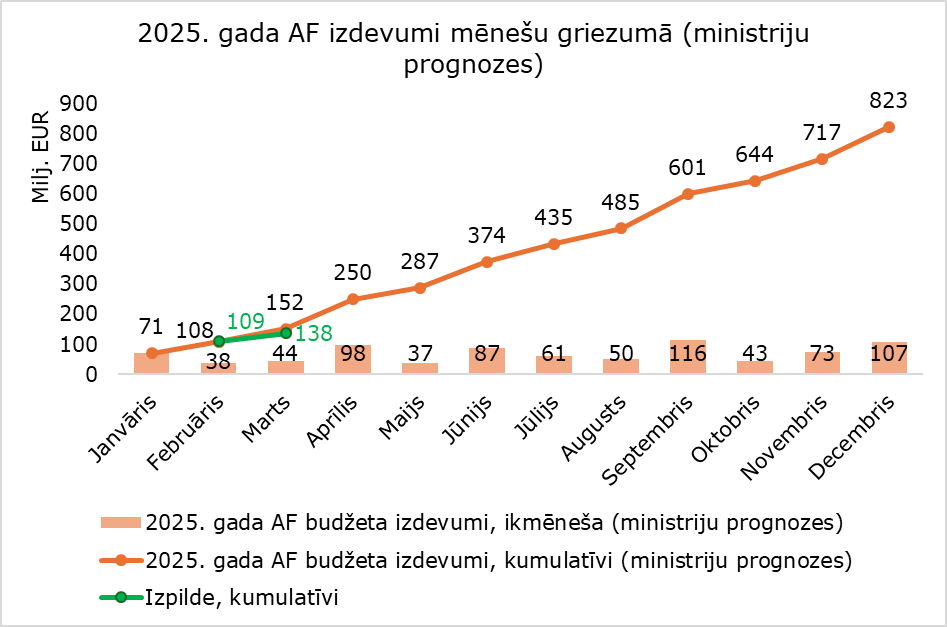 2025. gada AF izdevumi mēnešu griezumā (ministriju
prognozes)
Milj. EUR
900
800
700
600
500
400
300
200
100
0
71
108
152
250
287
374
435
485
601
644
717
823
109
138
38
44
98
37
87
61
50
116
43
73
107
Janvāris
Februāris
Marts
Aprīlis
Maijs
Jūnijs
Jūlijs
Augusts
Septembris
Oktobris
Novembris
Decembris
2025. gada AF budžeta izdevumi, ikmēneša (ministriju prognozes)
2025. gada AF budžeta izdevumi, kumulatīvi (ministriju prognozes)
Izpilde, kumulatīvi